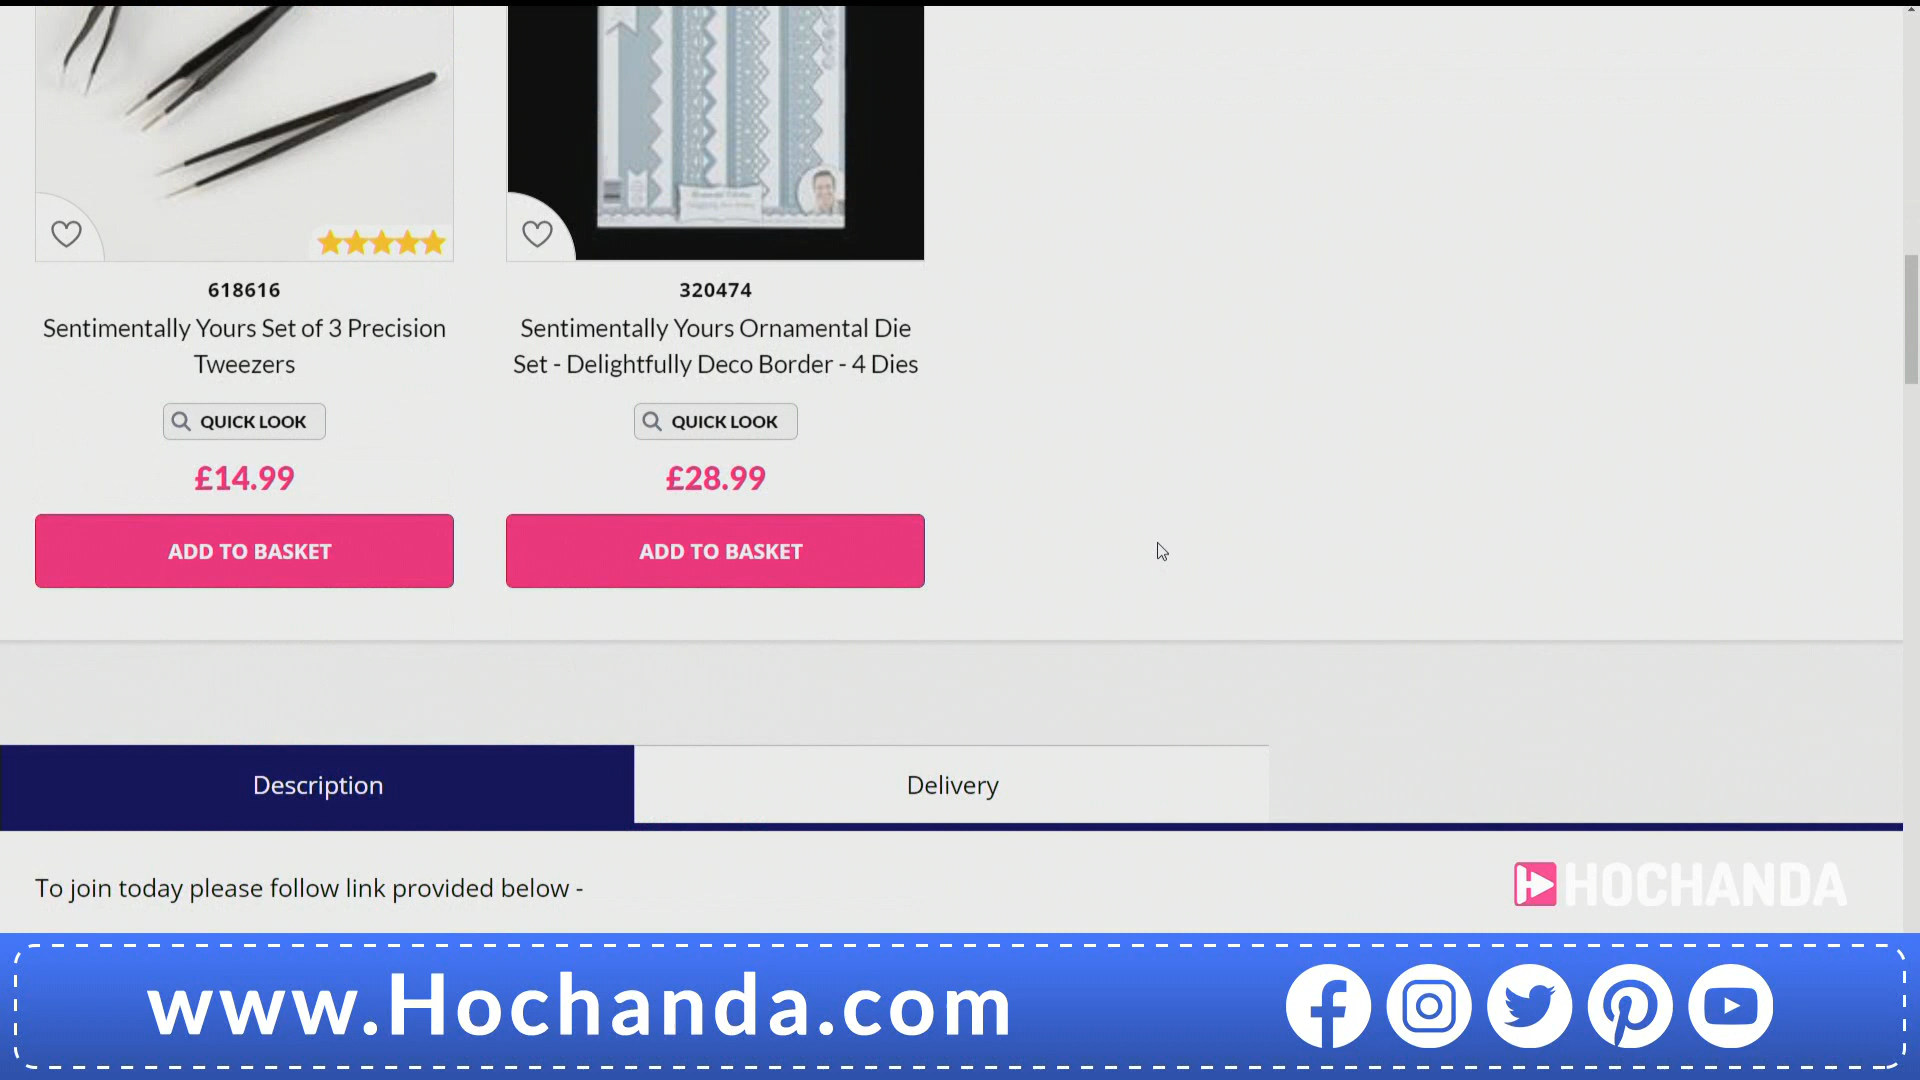 618616
Sentimentally Yours Set of 3 Precision
Tweezers
QUICK LOOK
£14.99
ADD TO BASKET
320474
Sentimentally Yours Ornamental Die
Set - Delightfully Deco Border - 4 Dies
QUICK LOOK
£28.99
ADD TO BASKET
Description
Delivery
To join today please follow link provided below -
HOCHANDA
www.Hochanda.com